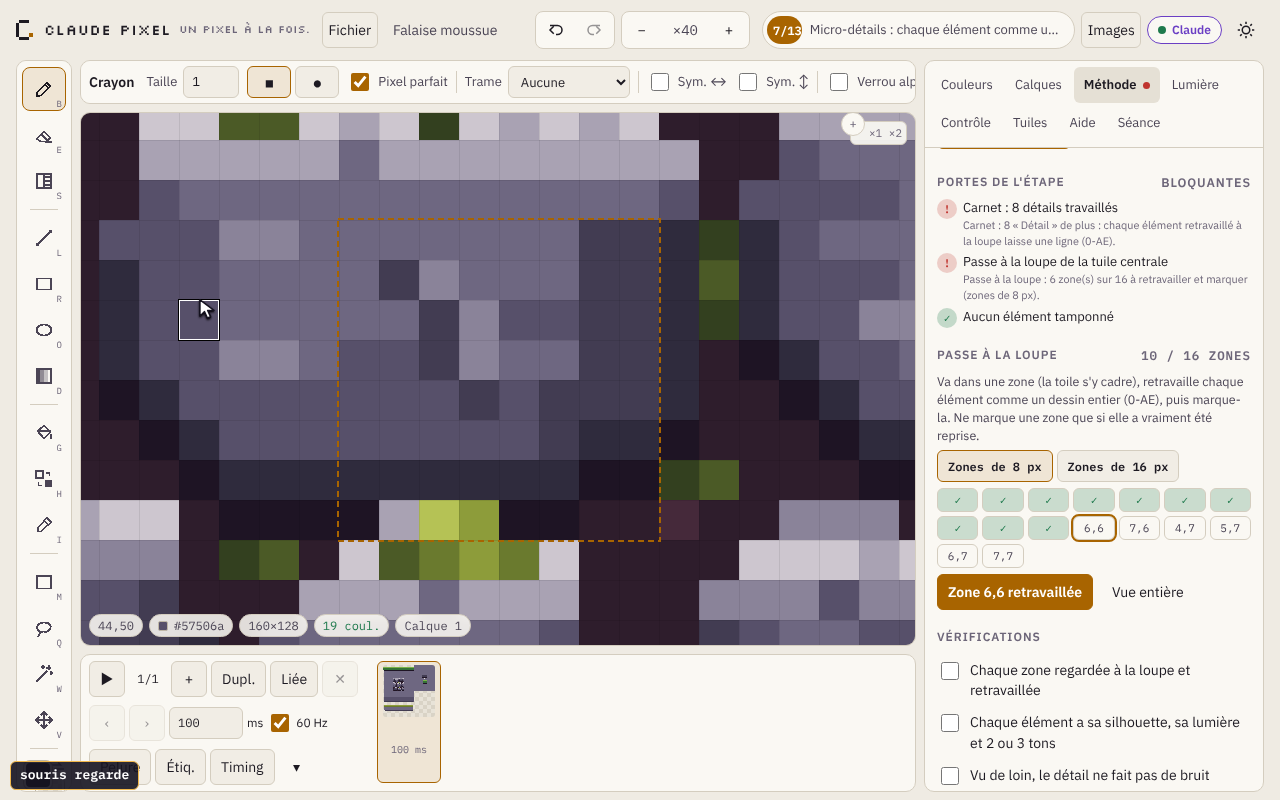 CLAUDE PIXEL UN PIXEL À LA FOIS. Fichier Falaise moussue − ×40 + 7/13 Micro-détails : chaque élément comme u... Images Claude
Crayon Taille 1 Pixel parfait Trame Aucune Sym. ↔ Sym. ↕ Verrou alp
B
E
S
L
R
O
D
G
H
I
M
Q
W
V
+ ×1 ×2
44,50 #57506a 160×128 19 coul. Calque 1
1/1 + Dupl. Liée ×
‹ › 100 ms 60 Hz
100 ms
Étiq. Timing ▼
souris regarde
Couleurs Calques Méthode Lumière
Contrôle Tuiles Aide Séance
PORTES DE L'ÉTAPE BLOQUANTES
! Carnet : 8 détails travaillés
Carnet : 8 « Détail » de plus : chaque élément retravaillé à
la loupe laisse une ligne (0-AE).
! Passe à la loupe de la tuile centrale
Passe à la loupe : 6 zone(s) sur 16 à retravailler et marquer
(zones de 8 px).
✓ Aucun élément tamponné
PASSE À LA LOUPE 10 / 16 ZONES
Va dans une zone (la toile s'y cadre), retravaille chaque
élément comme un dessin entier (0-AE), puis marque-
la. Ne marque une zone que si elle a vraiment été
reprise.
Zones de 8 px Zones de 16 px
✓ ✓ ✓ ✓ ✓ ✓ ✓
✓ ✓ ✓ 6,6 7,6 4,7 5,7
6,7 7,7
Zone 6,6 retravaillée Vue entière
VÉRIFICATIONS
Chaque zone regardée à la loupe et
retravaillée
Chaque élément a sa silhouette, sa lumière
et 2 ou 3 tons
Vu de loin, le détail ne fait pas de bruit